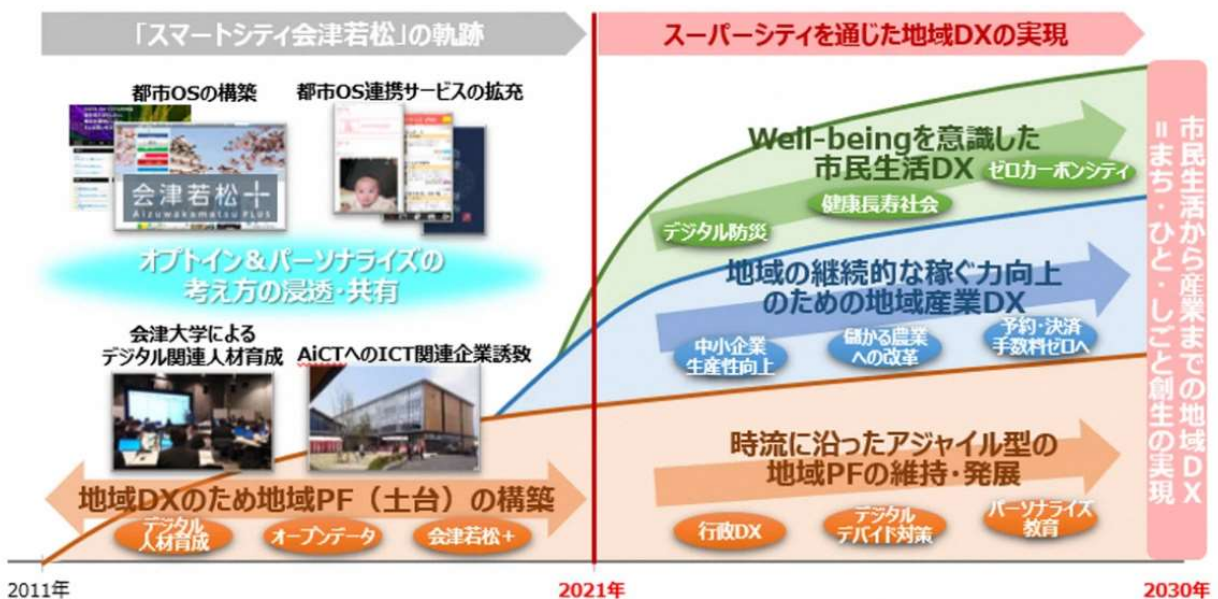 「スマートシティ会津若松」の軌跡
スーパーシティを通じた地域DXの実現
都市OSの構築
都市OS連携サービスの拡充
会津若松＋
Aizuwakamatsu PLUS
オプトイン＆パーソナライズの
考え方の浸透・共有
会津大学による
デジタル関連人材育成
AiCTへのICT関連企業誘致
地域DXのため地域PF（土台）の構築
デジタル
人材育成
オープンデータ
会津若松＋
Well-beingを意識した
市民生活DX
デジタル防災
健康長寿社会
ゼロカーボンシティ
地域の継続的な稼ぐ力向上
のための地域産業DX
中小企業
生産性向上
儲かる農業
への改革
予約・決済
手数料ゼロへ
時流に沿ったアジャイル型の
地域PFの維持・発展
行政DX
デジタル
デバイド対策
パーソナライズ
教育
市民生活から産業までの地域DX
＝まち・ひと・しごと創生の実現
2011年
2021年
2030年